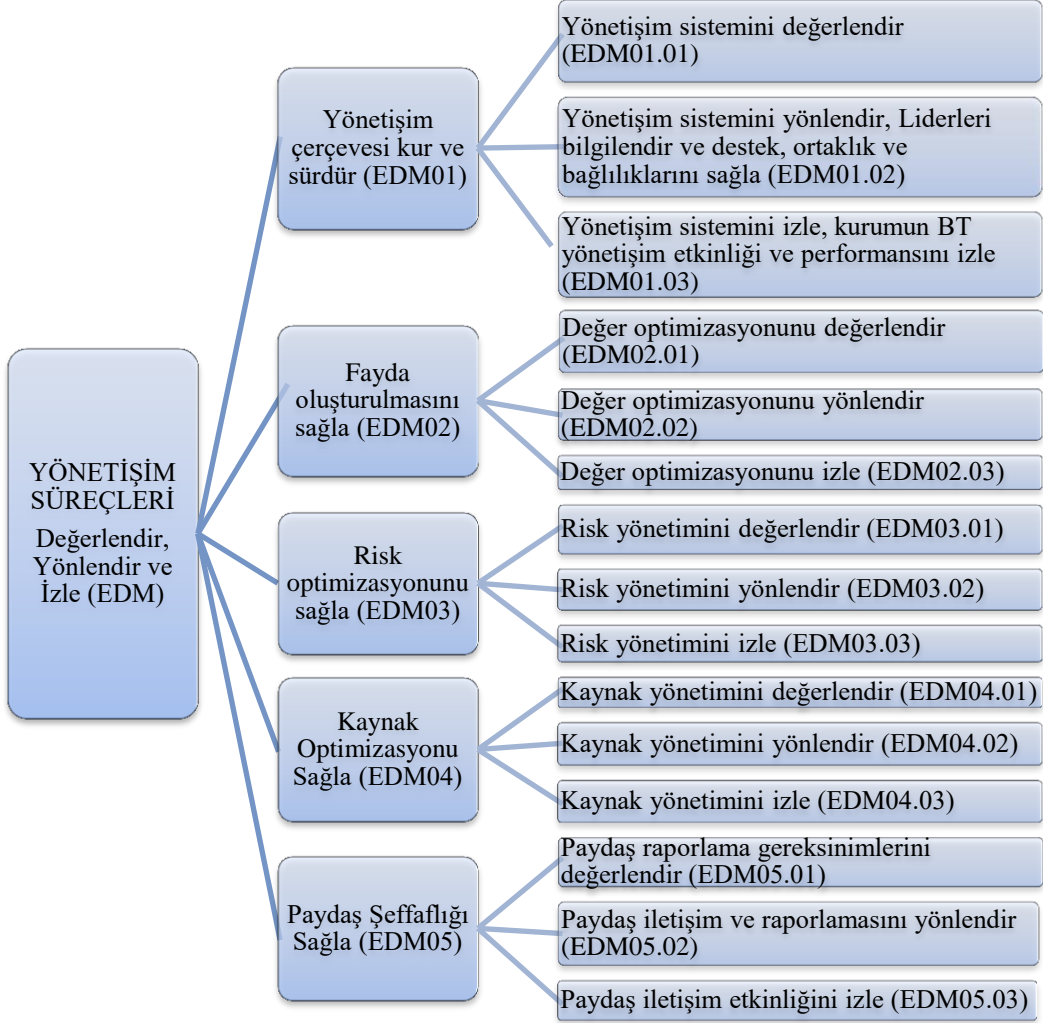 YÖNETİŞİM
SÜREÇLERİ
Değerlendir,
Yönlendir ve
İzle (EDM)
Yönetişim
çerçevesi kur ve
sürdür (EDM01)
Yönetişim sistemini değerlendir
(EDM01.01)
Yönetişim sistemini yönlendir, Liderleri
bilgilendir ve destek, ortaklık ve
bağlılıklarını sağla (EDM01.02)
Yönetişim sistemini izle, kurumun BT
yönetişim etkinliği ve performansını izle
(EDM01.03)
Fayda
oluşturulmasını
sağla (EDM02)
Değer optimizasyonunu değerlendir
(EDM02.01)
Değer optimizasyonunu yönlendir
(EDM02.02)
Değer optimizasyonunu izle (EDM02.03)
Risk
optimizasyonunu
sağla (EDM03)
Risk yönetimini değerlendir (EDM03.01)
Risk yönetimini yönlendir (EDM03.02)
Risk yönetimini izle (EDM03.03)
Kaynak
Optimizasyonu
Sağla (EDM04)
Kaynak yönetimini değerlendir (EDM04.01)
Kaynak yönetimini yönlendir (EDM04.02)
Kaynak yönetimini izle (EDM04.03)
Paydaş Şeffaflığı
Sağla (EDM05)
Paydaş raporlama gereksinimlerini
değerlendir (EDM05.01)
Paydaş iletişim ve raporlamasını yönlendir
(EDM05.02)
Paydaş iletişim etkinliğini izle (EDM05.03)